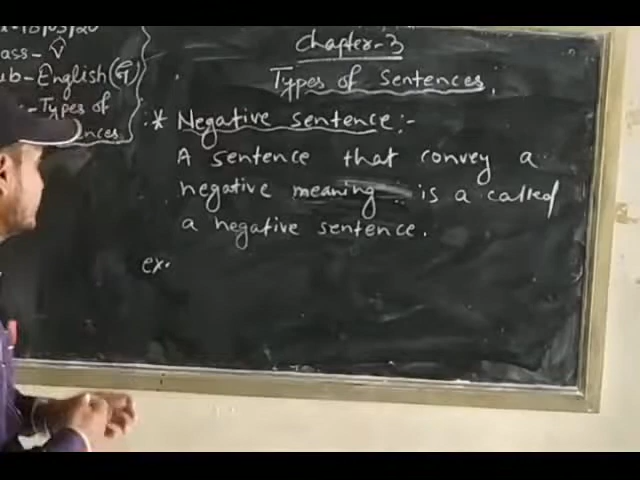 ass- V
ub- English (G)
- Types of
nces
Chapter-3
Types of Sentences.
* Negative sentence:-
A sentence that convey a
negative meaning is a called
a negative sentence.
ex.